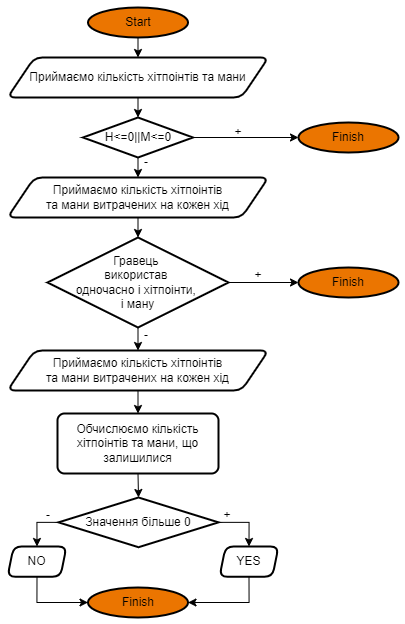 Start
Приймаємо кількість хітпоінтів та мани
H<=0||M<=0
+
Finish
-
Приймаємо кількість хітпоінтів
та мани витрачених на кожен хід
Гравець
використав
одночасно і хітпоінти,
і ману
+
Finish
-
Приймаємо кількість хітпоінтів
та мани витрачених на кожен хід
Обчислюємо кількість
хітпоінтів та мани, що
залишилися
Значення більше 0
-
+
NO
YES
Finish